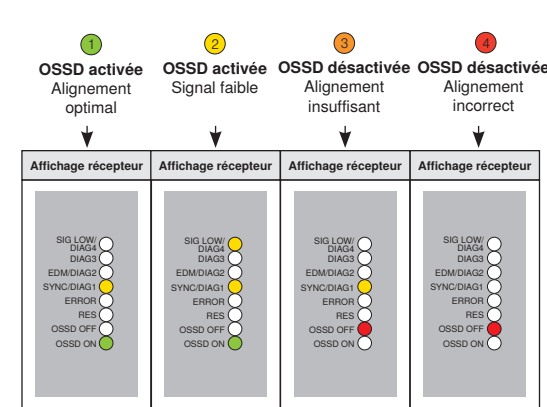 1
OSSD activée
Alignement
optimal
2
OSSD activée
Signal faible
3
OSSD désactivée
Alignement
insuffisant
4
OSSD désactivée
Alignement
incorrect
Affichage récepteur
Affichage récepteur
Affichage récepteur
Affichage récepteur
SIG LOW/
DIAG4
DIAG3
EDM/DIAG2
SYNC/DIAG1
ERROR
RES
OSSD OFF
OSSD ON
SIG LOW/
DIAG4
DIAG3
EDM/DIAG2
SYNC/DIAG1
ERROR
RES
OSSD OFF
OSSD ON
SIG LOW/
DIAG4
DIAG3
EDM/DIAG2
SYNC/DIAG1
ERROR
RES
OSSD OFF
OSSD ON
SIG LOW/
DIAG4
DIAG3
EDM/DIAG2
SYNC/DIAG1
ERROR
RES
OSSD OFF
OSSD ON